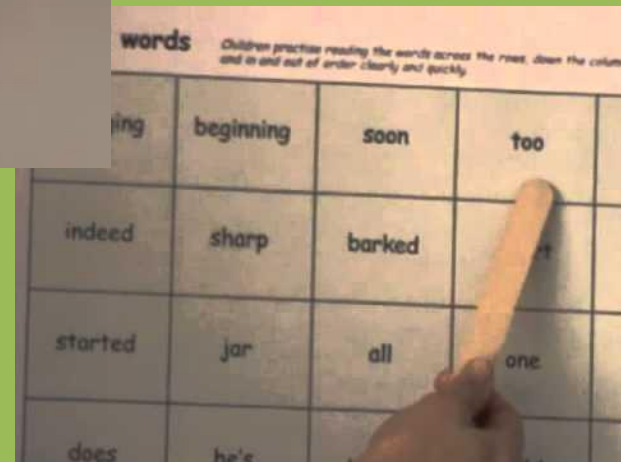 words
Children practise reading the words across the rows, down the
and in and out of order clearly and quickly
beginning soon too
indeed sharp barked
started jar all one
does he's